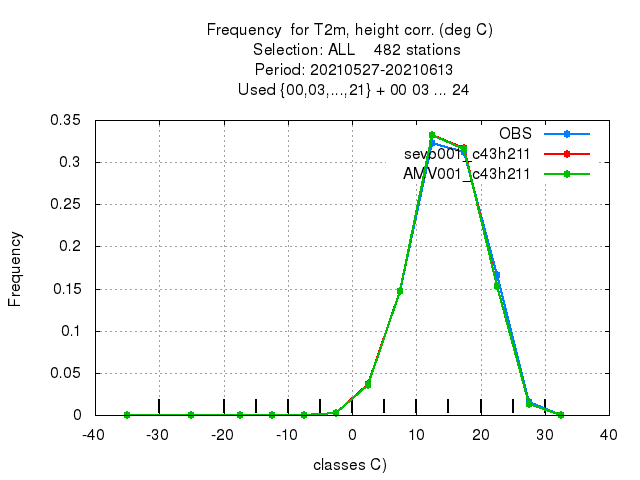 Frequency  for T2m, height corr. (deg C)
Selection: ALL    482 stations
Period: 20210527-20210613
Used {00,03,...,21} + 00 03 ... 24
OBS
sevp001_c43h211
AMV001_c43h211
0.35
0.3
0.25
0.2
0.15
0.1
0.05
0
Frequency
-40 -30 -20 -10 0 10 20 30 40
classes C)